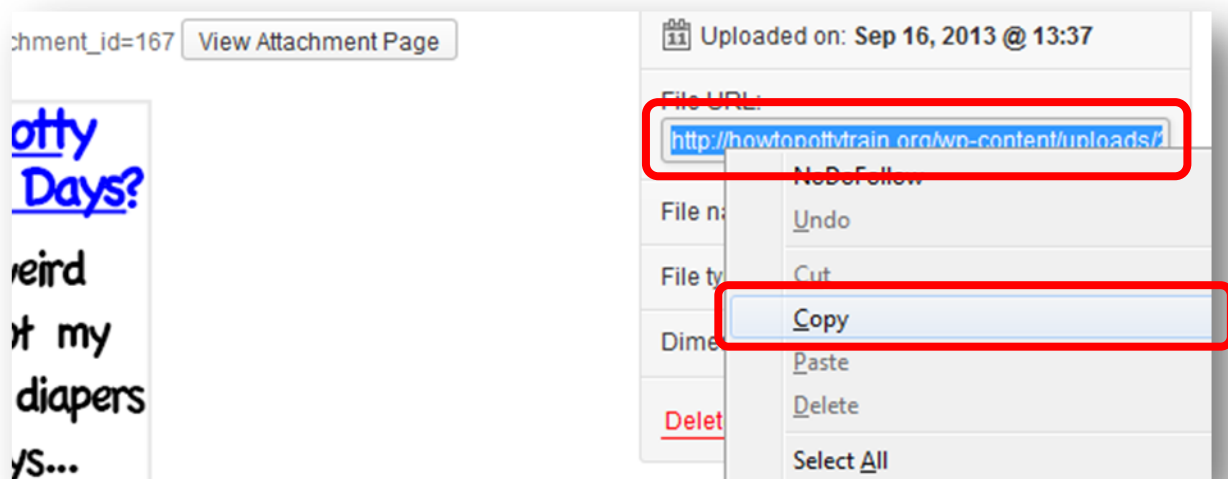 chment_id=167 View Attachment Page
otty
Days?
eird
ot my
diapers
ys...
11 Uploaded on: Sep 16, 2013 @ 13:37
File URL:
http://howtopottytrain.org/wp-content/uploads/2
File na
File ty
Dime
Delet
NoDoFollow
Undo
Cut
Copy
Paste
Delete
Select All